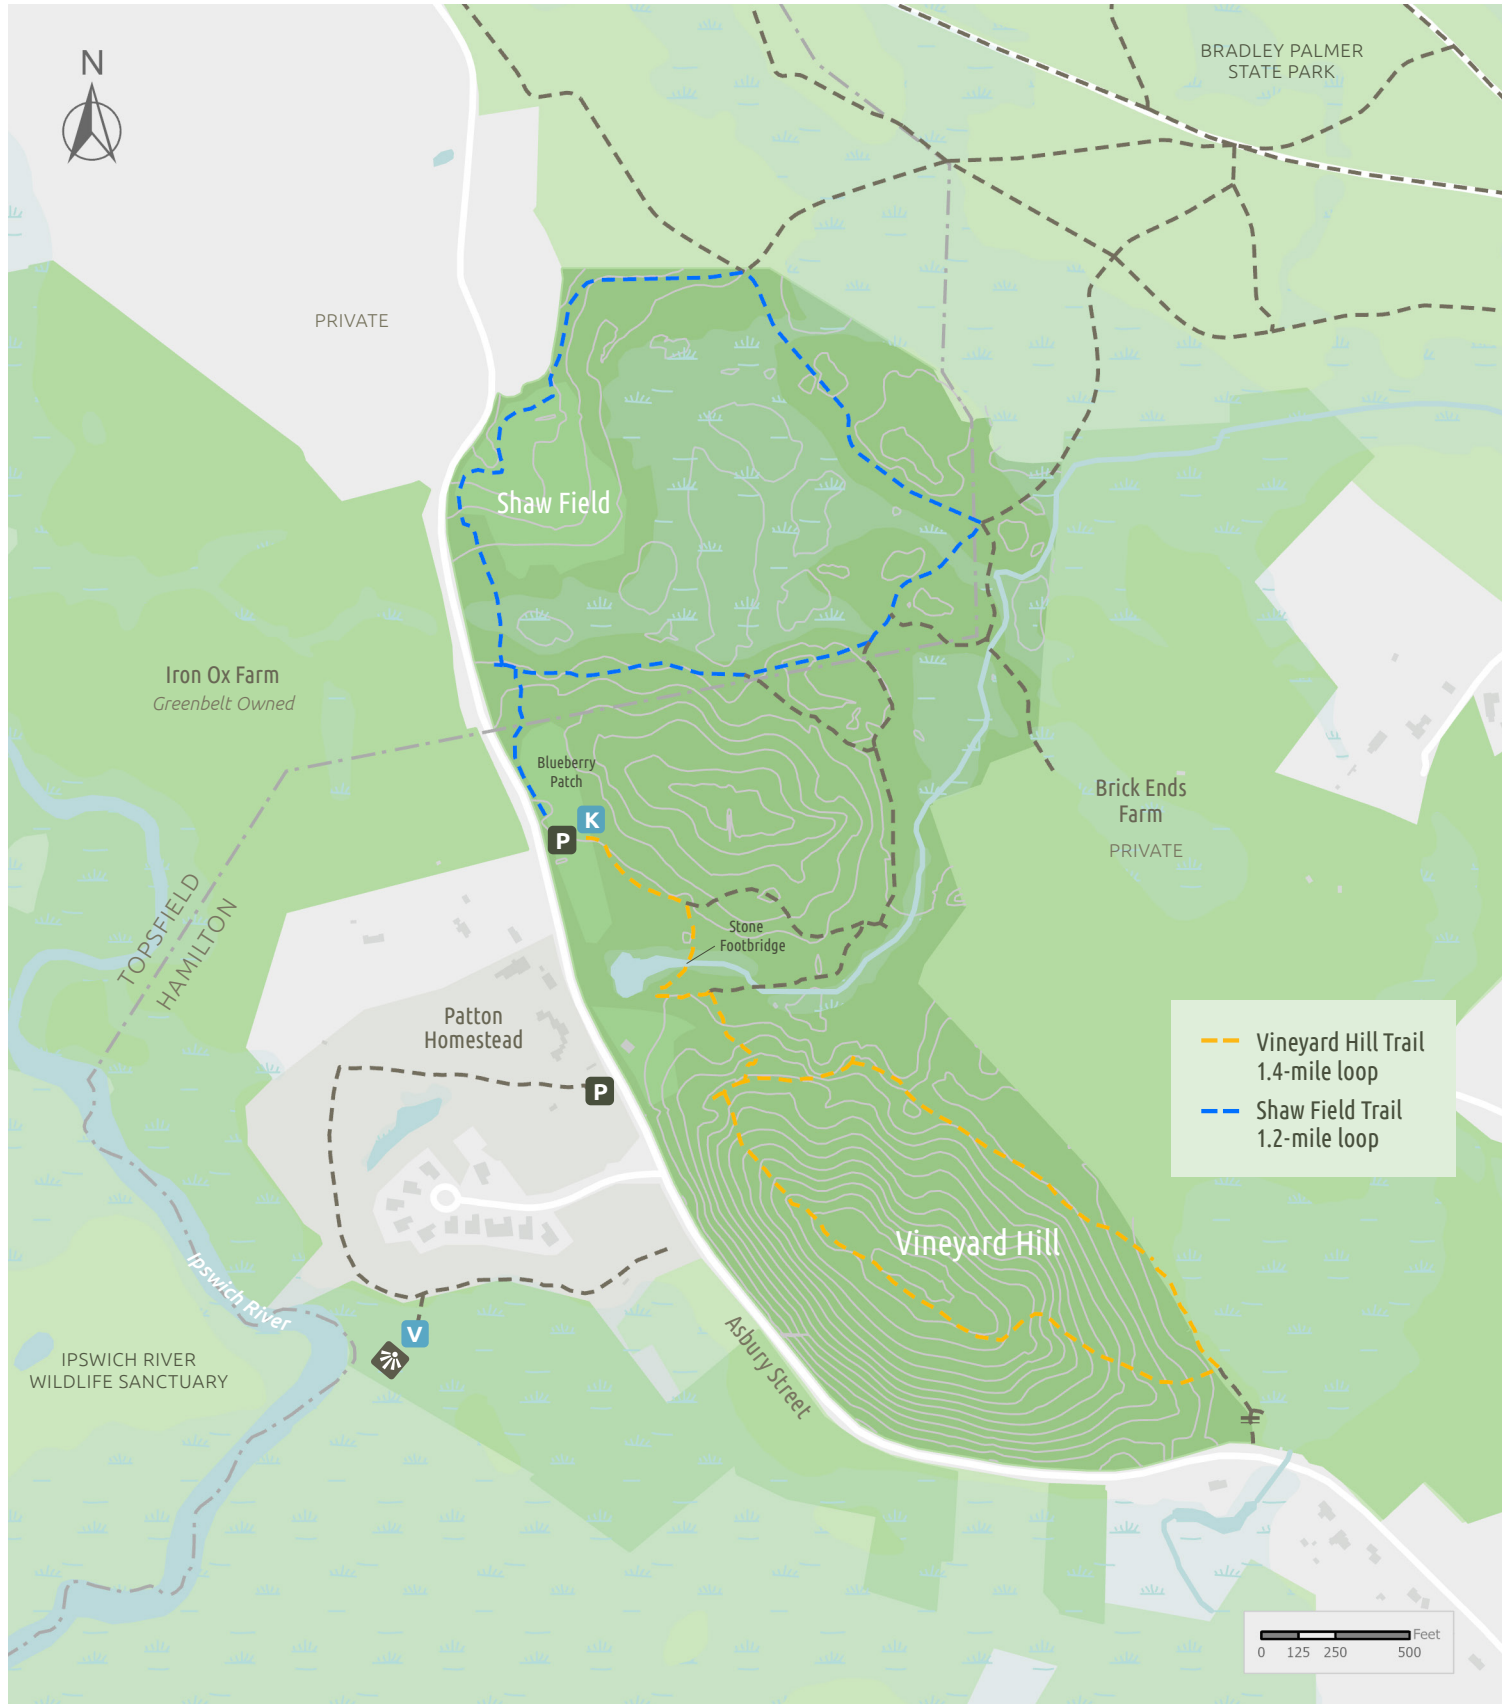 N
BRADLEY PALMER
STATE PARK
PRIVATE
Shaw Field
Iron Ox Farm
Greenbelt Owned
Blueberry
Patch
K
P
Brick Ends
Farm
PRIVATE
TOPSFIELD
HAMILTON
Stone
Footbridge
Patton
Homestead
P
Vineyard Hill Trail
1.4-mile loop
Shaw Field Trail
1.2-mile loop
Vineyard Hill
Ipswich River
V
IPSWICH RIVER
WILDLIFE SANCTUARY
Asbury Street
Feet
0 125 250 500